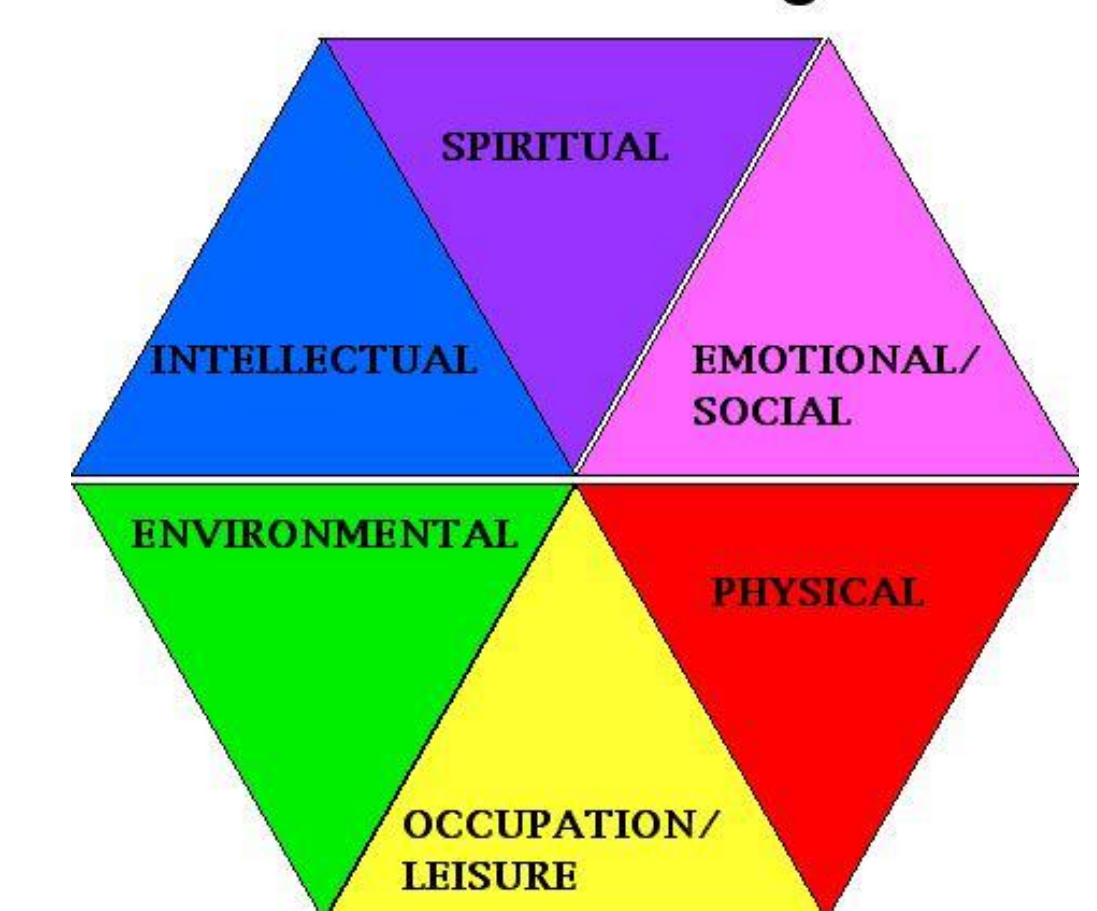 SPIRITUAL
INTELLECTUAL
EMOTIONAL/
SOCIAL
ENVIRONMENTAL
PHYSICAL
OCCUPATION/
LEISURE